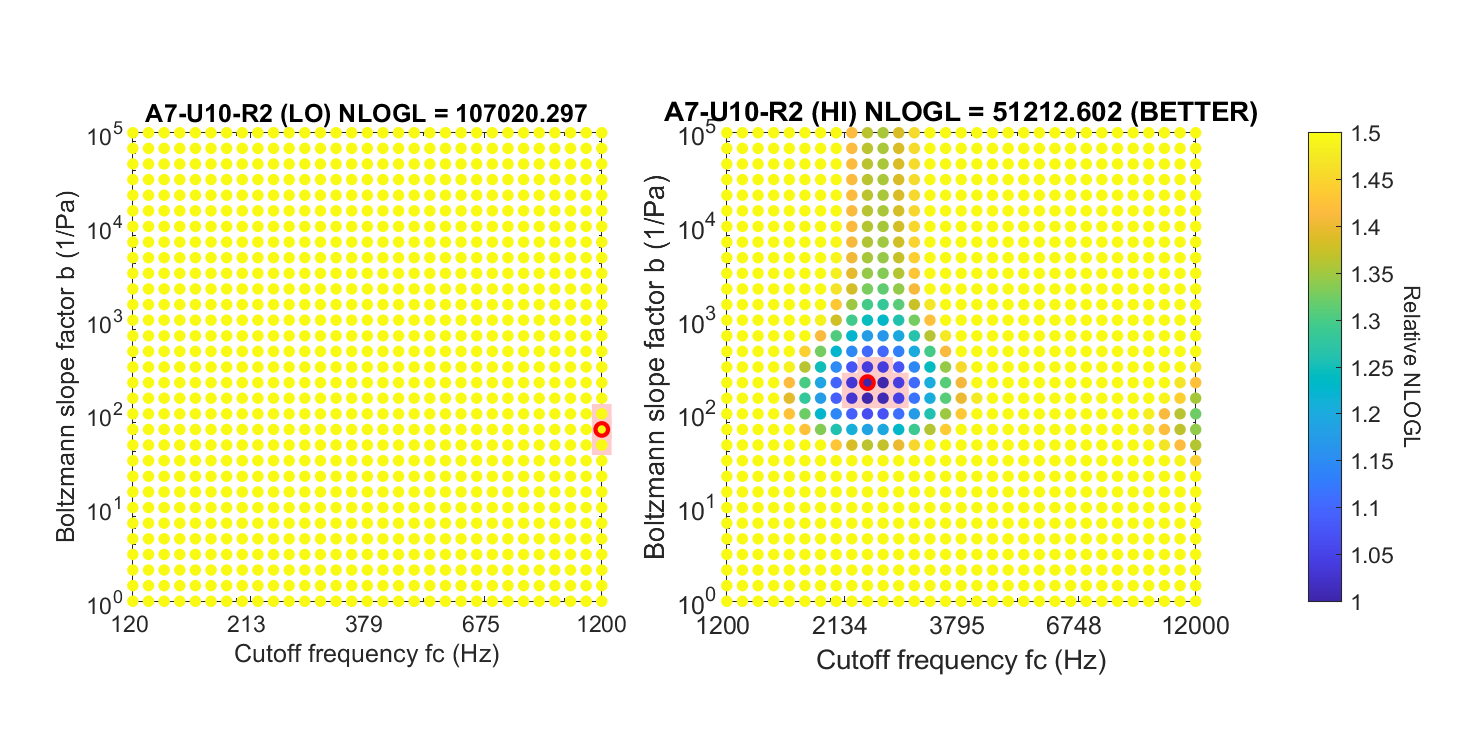 A7-U10-R2 (LO) NLOGL = 107020.297
10^5
10^4
10^3
10^2
10^1
10^0
Boltzmann slope factor b (1/Pa)
120 213 379 675 1200
Cutoff frequency fc (Hz)
A7-U10-R2 (HI) NLOGL = 51212.602 (BETTER)
10^5
10^4
10^3
10^2
10^1
10^0
Boltzmann slope factor b (1/Pa)
1200 2134 3795 6748 12000
Cutoff frequency fc (Hz)
1.5
1.45
1.4
1.35
1.3
1.25
1.2
1.15
1.1
1.05
1
Relative NLOGL